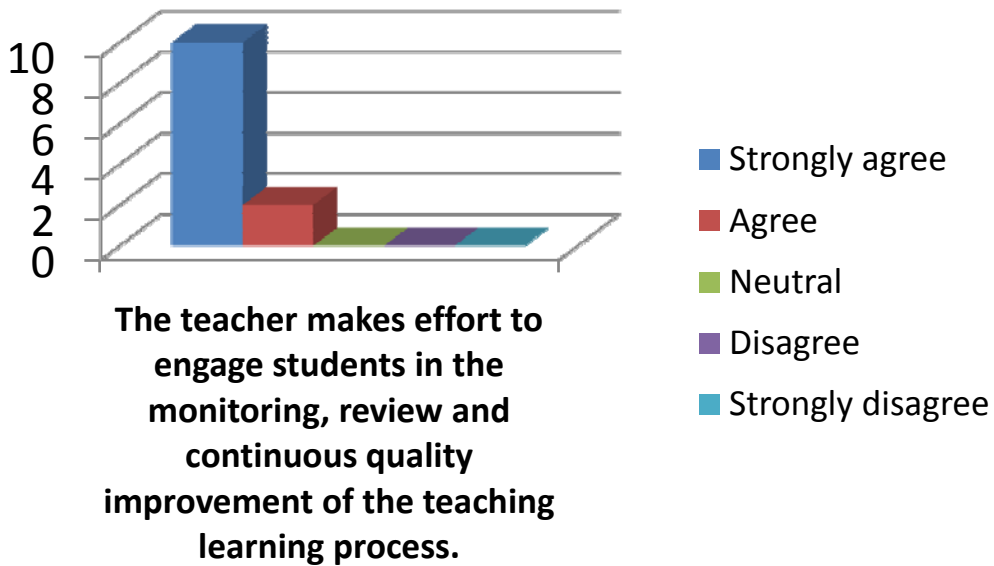 10
8
6
4
2
0
The teacher makes effort to
engage students in the
monitoring, review and
continuous quality
improvement of the teaching
learning process.
Strongly agree
Agree
Neutral
Disagree
Strongly disagree